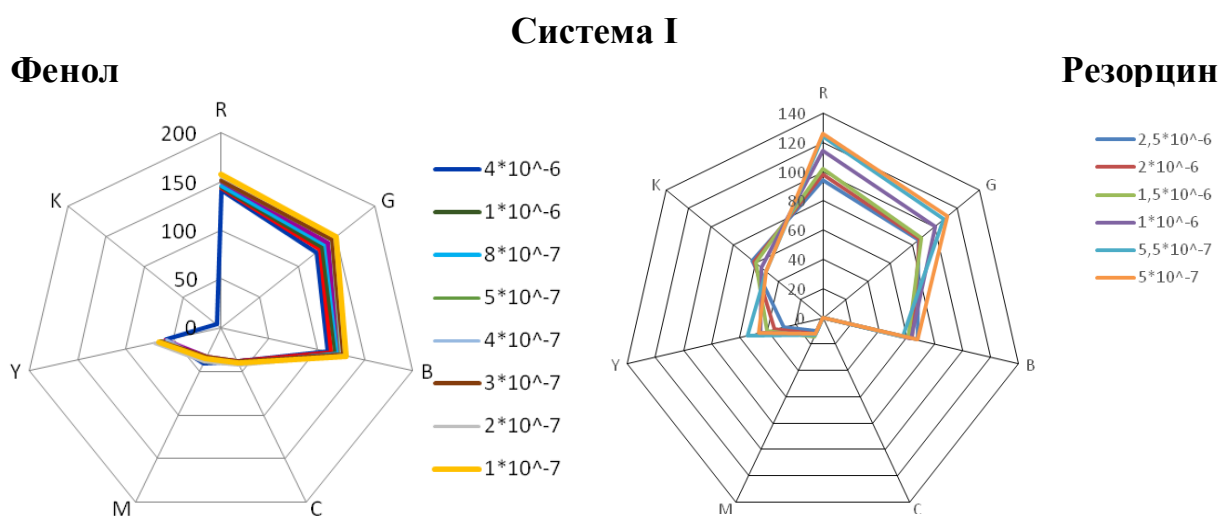 Система I
Фенол
Резорцин
R
200
150
100
50
0
K
G
Y
B
M
C
4*10^-6
1*10^-6
8*10^-7
5*10^-7
4*10^-7
3*10^-7
2*10^-7
1*10^-7
R
140
120
100
80
60
40
20
0
K
G
Y
B
M
C
2,5*10^-6
2*10^-6
1,5*10^-6
1*10^-6
5,5*10^-7
5*10^-7